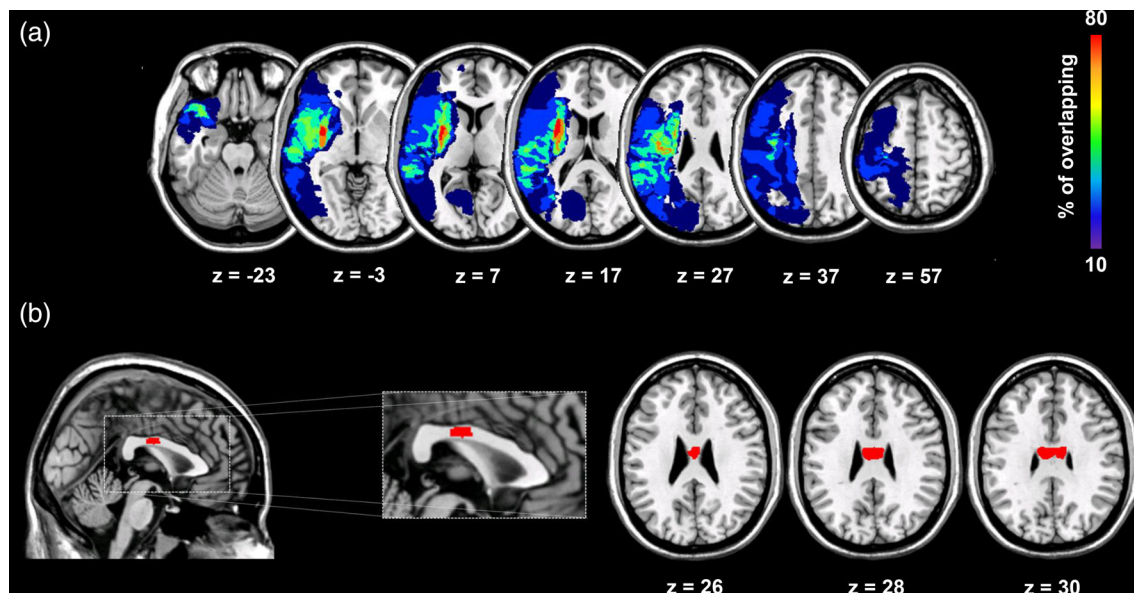 (a)
80
% of overlapping
10
z = -23
z = -3
z = 7
z = 17
z = 27
z = 37
z = 57
(b)
z = 26
z = 28
z = 30